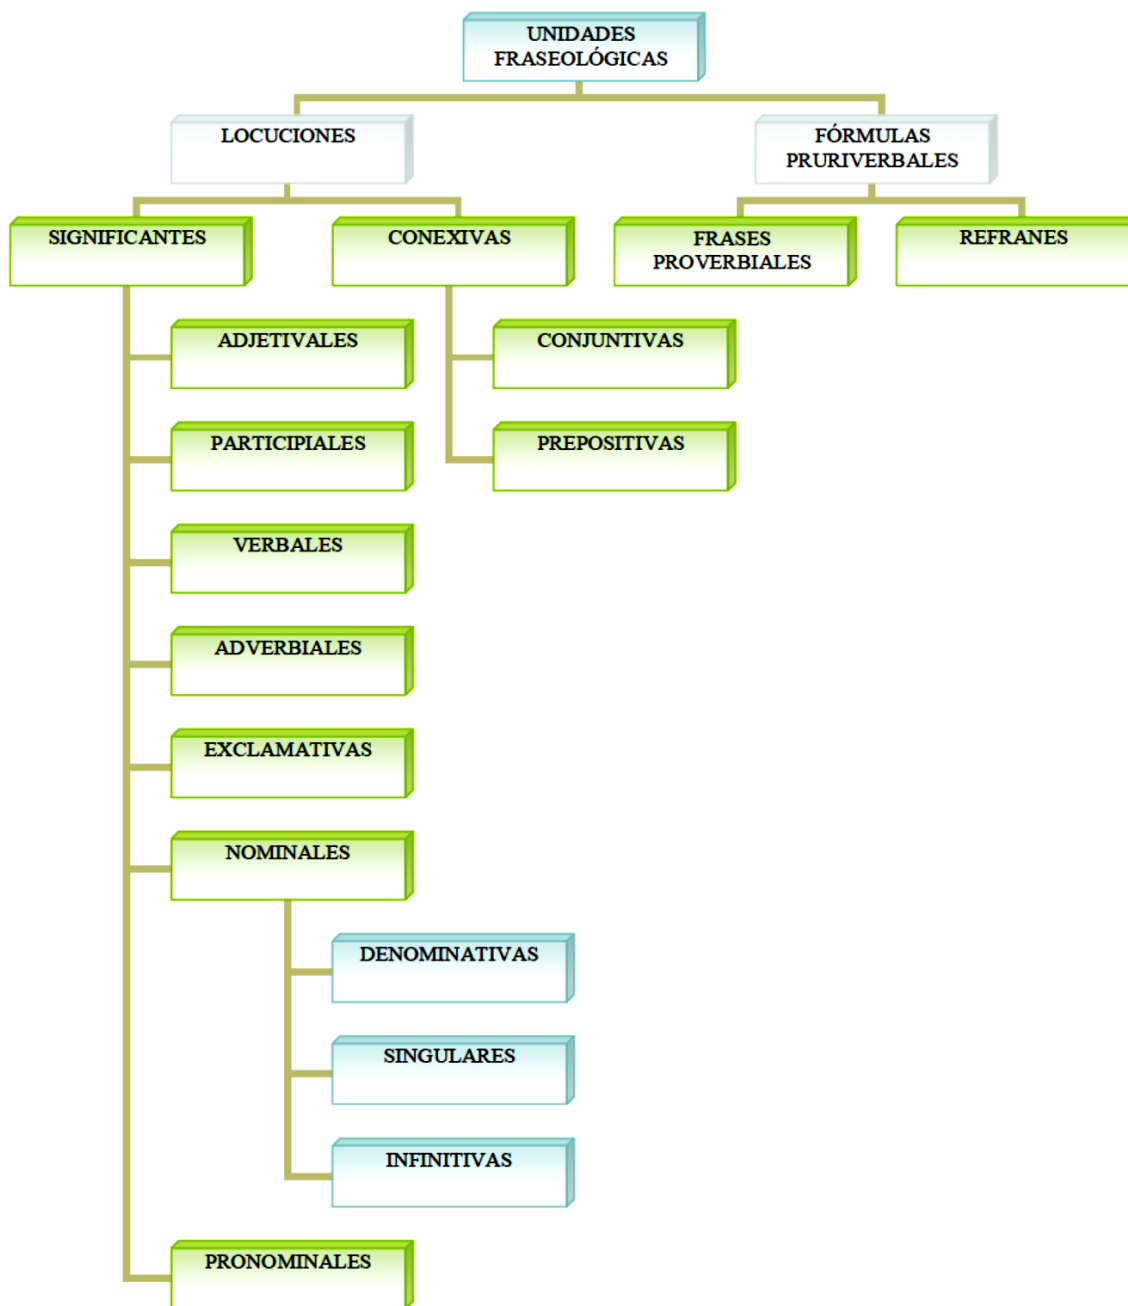 UNIDADES
FRASEOLÓGICAS
LOCUCIONES
FÓRMULAS
PRURIVERBALES
SIGNIFICANTES
CONEXIVAS
FRASES
PROVERBIALES
REFRANES
ADJETIVALES
CONJUNTIVAS
PARTICIPIALES
PREPOSITIVAS
VERBALES
ADVERBIALES
EXCLAMATIVAS
NOMINALES
DENOMINATIVAS
SINGULARES
INFINITIVAS
PRONOMINALES